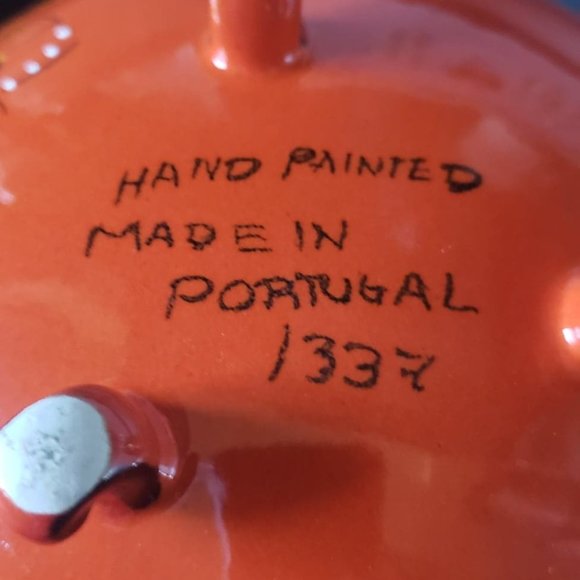 HAND PAINTED
MADE IN
PORTUGAL
1337